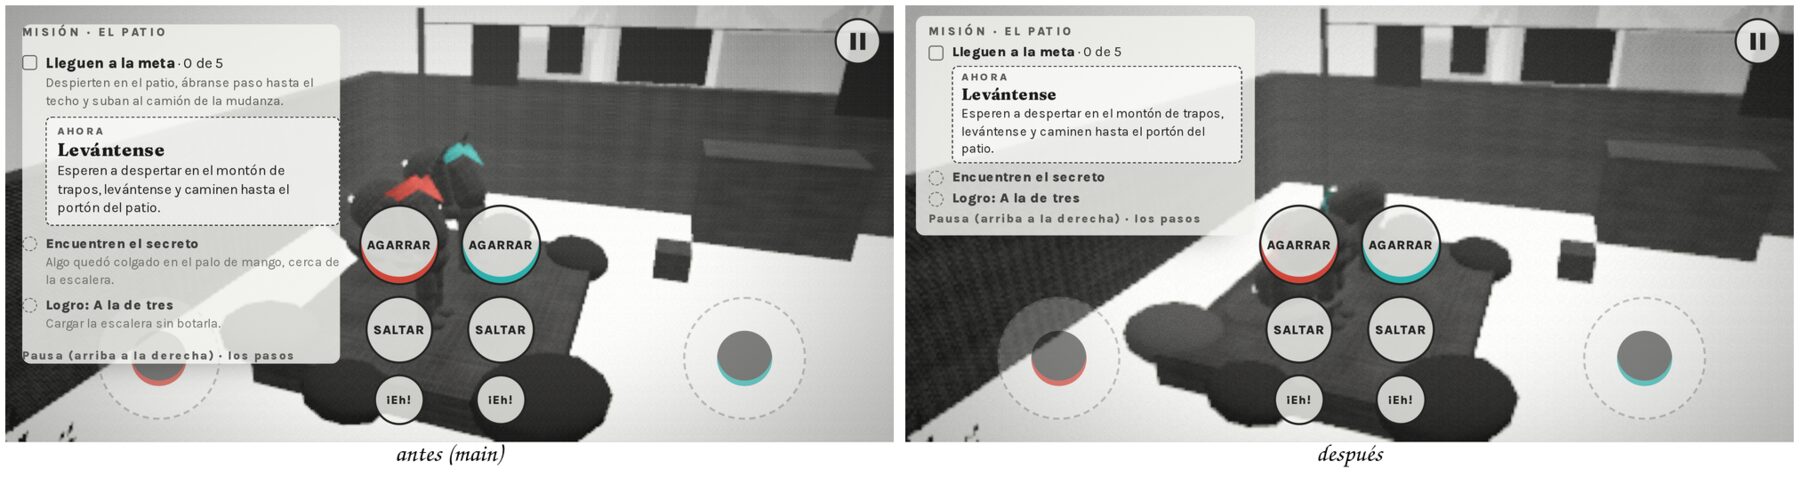 MISIÓN · EL PATIO
Lleguen a la meta · 0 de 5
Despierten en el patio, ábranse paso hasta el
techo y suban al camión de la mudanza.
AHORA
Levántense
Esperen a despertar en el montón de
trapos, levántense y caminen hasta el
portón del patio.
Encuentren el secreto
Algo quedó colgado en el palo de mango, cerca de
la escalera.
Logro: A la de tres
Cargar la escalera sin botarla.
Pausa (arriba a la derecha) · los pasos
AGARRAR
AGARRAR
SALTAR
SALTAR
¡Eh!
¡Eh!
antes (main)
MISIÓN · EL PATIO
Lleguen a la meta · 0 de 5
AHORA
Levántense
Esperen a despertar en el montón de trapos,
levántense y caminen hasta el portón del
patio.
Encuentren el secreto
Logro: A la de tres
Pausa (arriba a la derecha) · los pasos
AGARRAR
AGARRAR
SALTAR
SALTAR
¡Eh!
¡Eh!
después